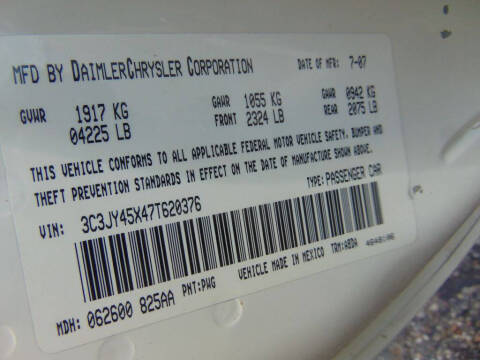 MFD BY DAIMLERCHRYSLER CORPORATION DATE OF MFR 7-07
GVWR 1917 KG GAWR 1055 KG GAWR 0942 KG
04225 LB FRONT 2324 LB REAR 2075 LB
THIS VEHICLE CONFORMS TO ALL APPLICABLE FEDERAL MOTOR VEHICLE SAFETY, BUMPER AND
THEFT PREVENTION STANDARDS IN EFFECT ON THE DATE OF MANUFACTURE SHOWN ABOVE.
VIN: 3C3JY45X47T620376 TYPE: PASSENGER CAR
MDH: 062600 825AA PNT: PWG VEHICLE MADE IN MEXICO TRM: A8DA